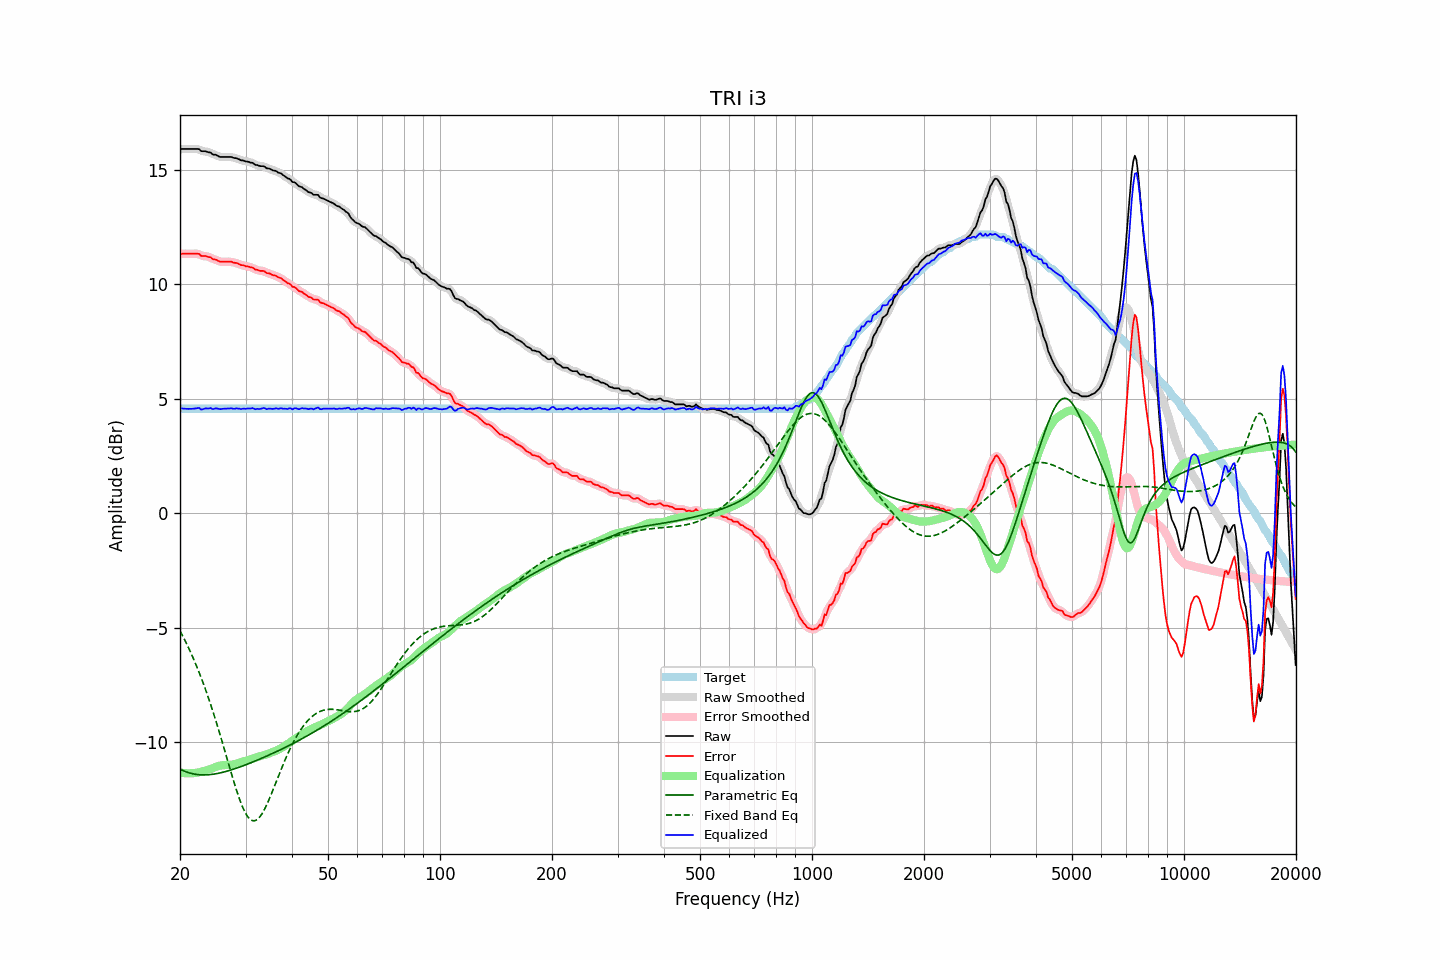 TRI i3
Amplitude (dBr)
15
10
5
0
−5
−10
Target
Raw Smoothed
Error Smoothed
Raw
Error
Equalization
Parametric Eq
Fixed Band Eq
Equalized
20 50 100 200 500 1000 2000 5000 10000 20000
Frequency (Hz)